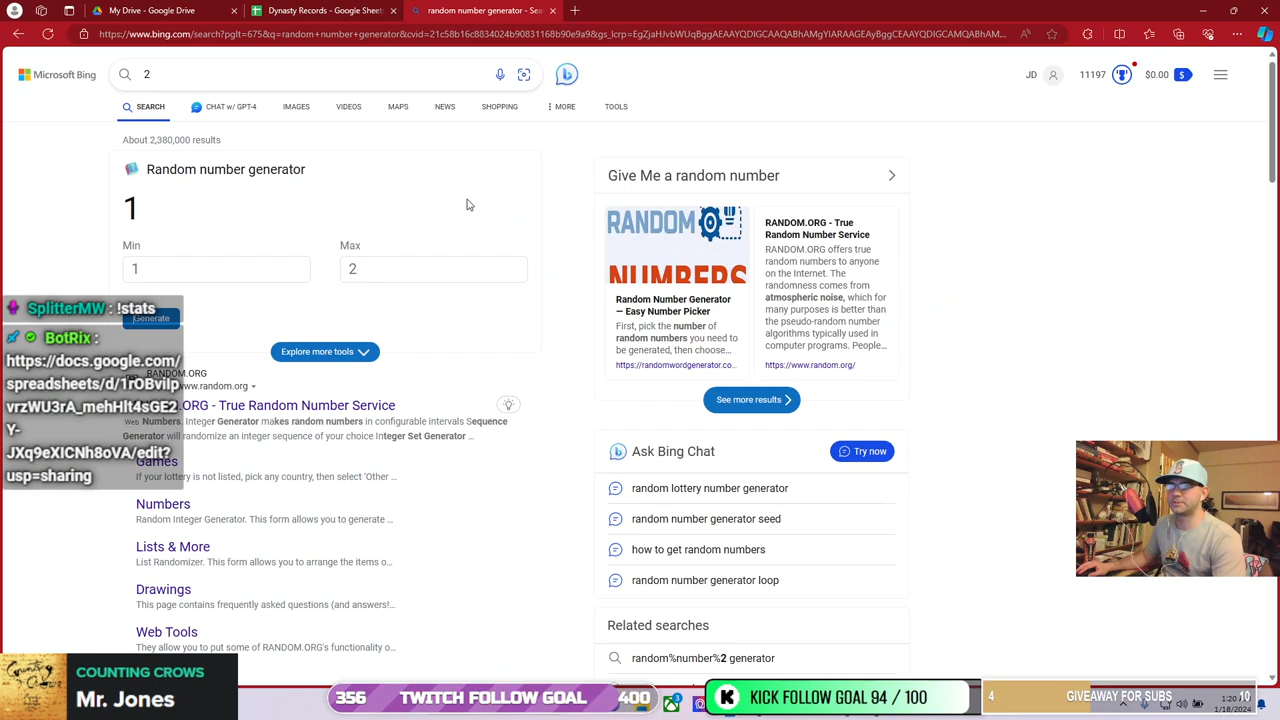 My Drive - Google Drive
Dynasty Records - Google Sheets
random number generator - Sea
https://www.bing.com/search?pglt=675&q=random+number+generator&cvid=21c58b16c8834024b90831168b90e9a9&gs_lcrp=
Microsoft Bing
2
JD
11197
$0.00
SEARCH
CHAT w/ GPT-4
IMAGES
VIDEOS
MAPS
NEWS
SHOPPING
MORE
TOOLS
About 2,380,000 results
Random number generator
1
Min
Max
1
2
Generate
Explore more tools
SplitterMW: !stats
BotRix :
https://docs.google.com/
RANDOM.ORG
www.random.org
.ORG - True Random Number Service
Web Numbers. Integer Generator makes random numbers in configurable intervals Sequence
Generator will randomize an integer sequence of your choice Integer Set Generator ...
usp=sharing
Games
If your lottery is not listed, pick any country, then select 'Other ...
Numbers
Random Integer Generator. This form allows you to generate ...
Lists & More
List Randomizer. This form allows you to arrange the items o...
Drawings
This page contains frequently asked questions (and answers!...
Web Tools
They allow you to put some of RANDOM.ORG's functionality o...
Give Me a random number
RANDOM
NUMBERS
Random Number Generator
— Easy Number Picker
First, pick the number of
random numbers you need to
be generated, then choose...
https://randomwordgenerator.co...
RANDOM.ORG - True
Random Number Service
RANDOM.ORG offers true
random numbers to anyone
on the Internet. The
randomness comes from
atmospheric noise, which for
many purposes is better than
the pseudo-random number
algorithms typically used in
computer programs. People...
https://www.random.org/
See more results
Ask Bing Chat
Try now
random lottery number generator
random number generator seed
how to get random numbers
random number generator loop
Related searches
random%number%2 generator
COUNTING CROWS
Mr. Jones
356
TWITCH FOLLOW GOAL
400
KICK FOLLOW GOAL 94 / 100
4
GIVEAWAY FOR SUBS
10
1:20
1/18/2024